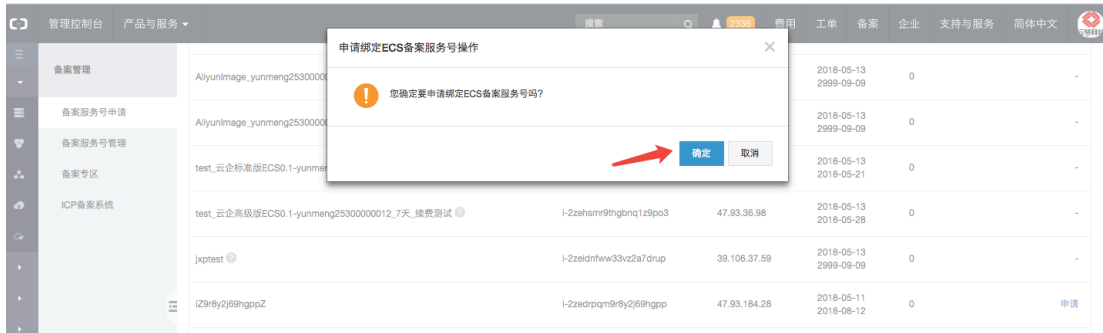 管理控制台 产品与服务 搜索 2336 费用 工单 备案 企业 支持与服务 简体中文
备案管理
备案服务号申请
备案服务号管理
备案专区
ICP备案系统
申请绑定ECS备案服务号操作
您确定要申请绑定ECS备案服务号吗?
确定 取消
AliyunImage_yunmeng25300000 2018-05-13 0 -
2999-09-09
AliyunImage_yunmeng25300000 2018-05-13 0 -
2999-09-09
test_云企标准版ECS0.1-yunme 2018-05-13 0 -
2018-05-21
test_云企高级版ECS0.1-yunmeng25300000012_7天_续费测试 i-2zehsmr9thgbnq1z9po3 47.93.36.98 2018-05-13 0 -
2018-05-28
jxptest i-2zeidnfww33vz2a7drup 39.106.37.59 2018-05-13 0 -
2999-09-09
iZ9r8y2j69hgppZ i-2zedrpqm9r8y2j69hgpp 47.93.184.28 2018-05-11 0 申请
2018-08-12